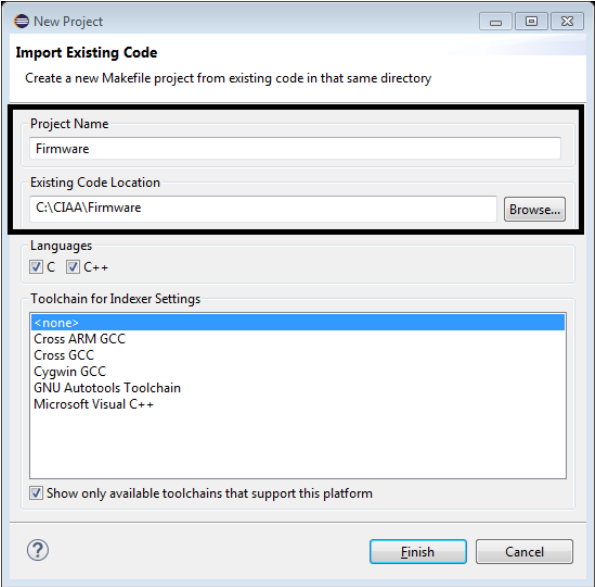 New Project
Import Existing Code
Create a new Makefile project from existing code in that same directory
Project Name
Firmware
Existing Code Location
C:\CIAA\Firmware
Browse...
Languages
C C++
Toolchain for Indexer Settings
<none>
Cross ARM GCC
Cross GCC
Cygwin GCC
GNU Autotools Toolchain
Microsoft Visual C++
Show only available toolchains that support this platform
? Finish Cancel